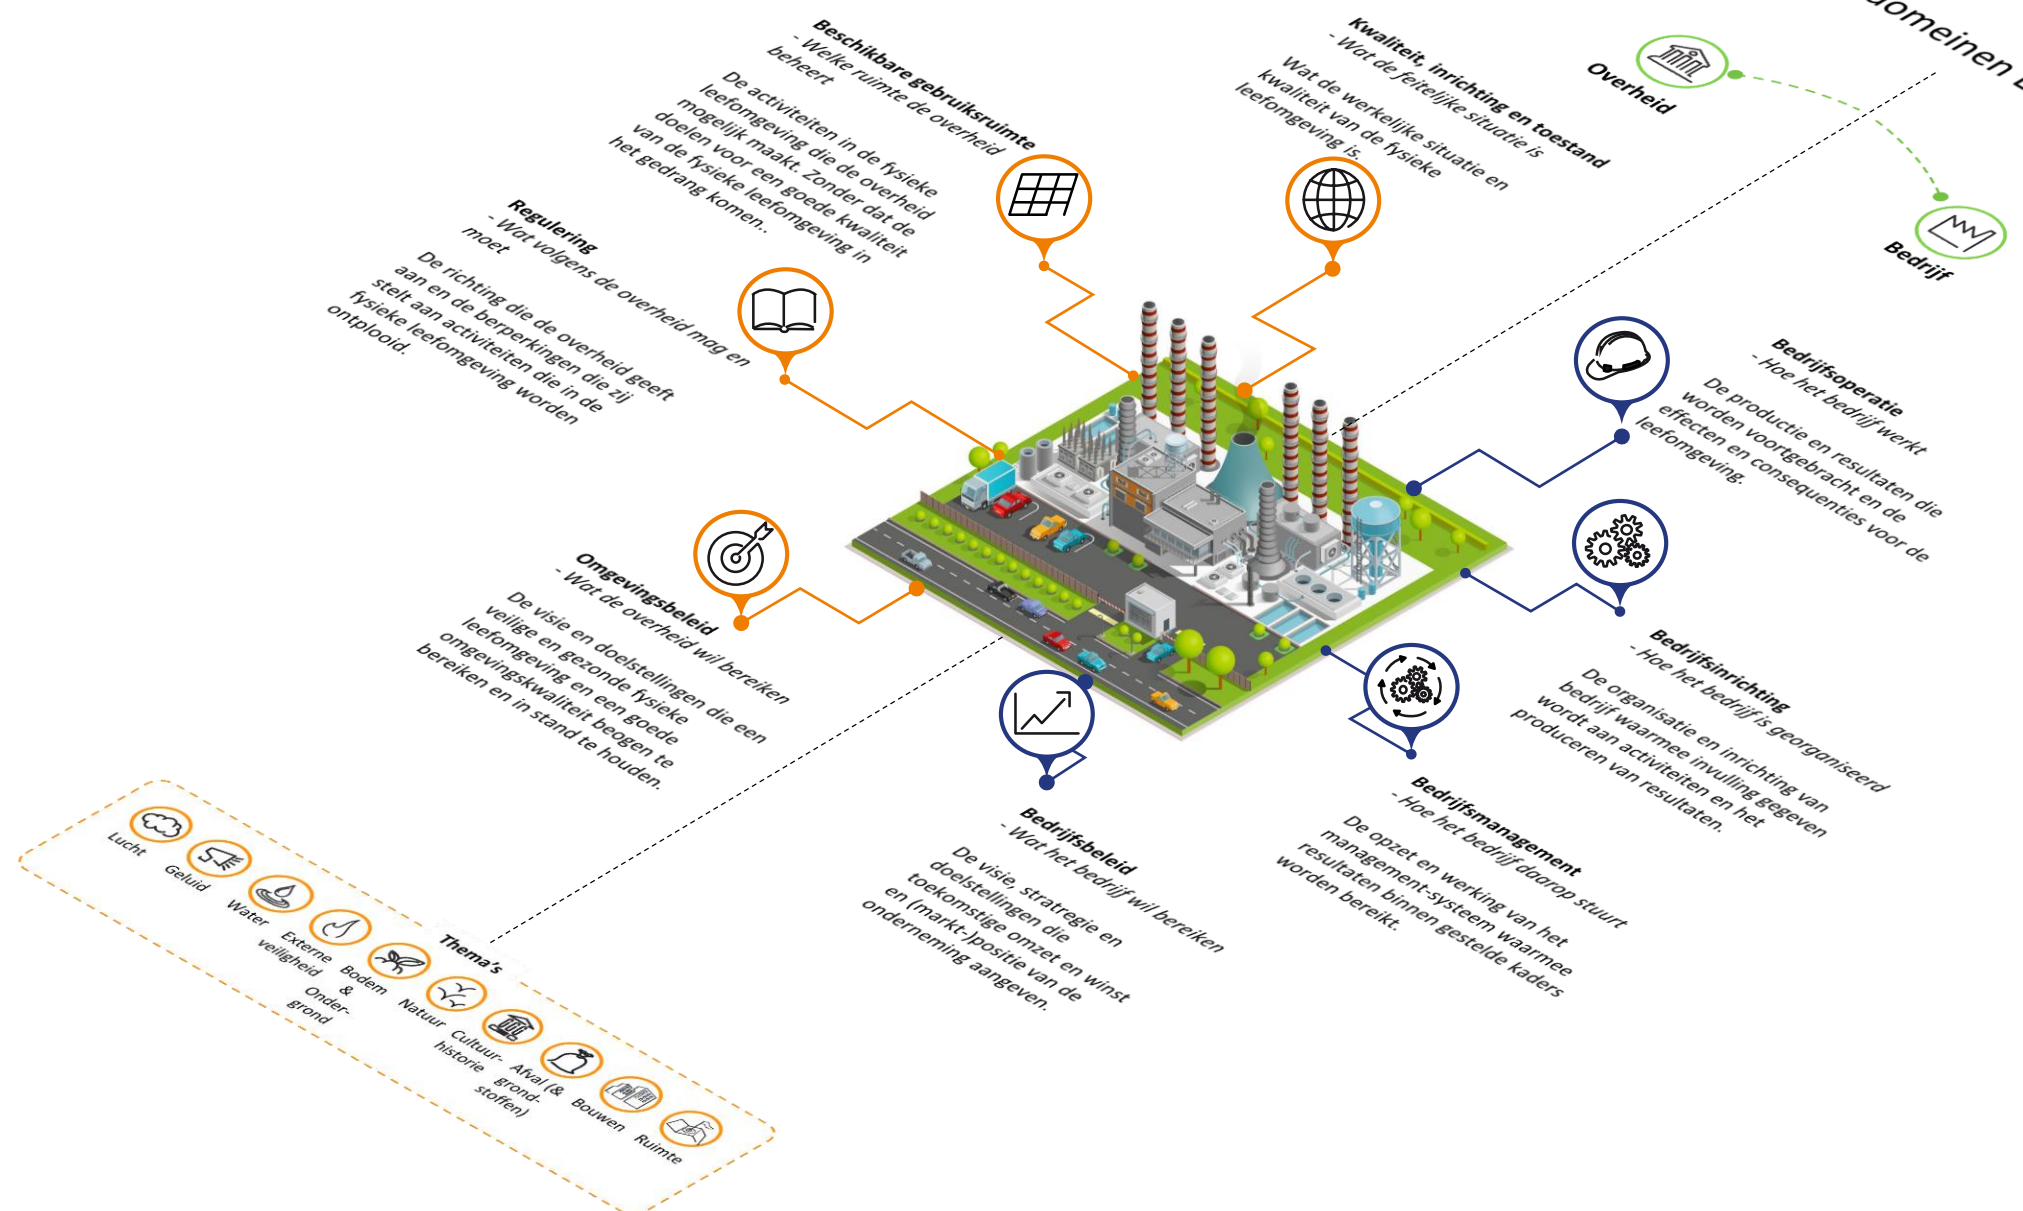 Beschikbare gebruiksruimte
- Welke ruimte de overheid
beheert
De activiteiten in de fysieke
leefomgeving die de overheid
mogelijk maakt. Zonder dat de
doelen voor een goede kwaliteit
van de fysieke leefomgeving in
het gedrang komen..
Kwaliteit, inrichting en toestand
- Wat de feitelijke situatie is
Wat de werkelijke situatie en
kwaliteit van de fysieke
leefomgeving is.
Overheid
Bedrijf
Regulering
- Wat volgens de overheid mag en
moet
De richting die de overheid geeft
aan en de berperkingen die zij
stelt aan activiteiten die in de
fysieke leefomgeving worden
ontplooid.
Bedrijfsoperatie
- Hoe het bedrijf werkt
De productie en resultaten die
worden voortgebracht en de
effecten en consequenties voor de
leefomgeving.
Omgevingsbeleid
- Wat de overheid wil bereiken
De visie en doelstellingen die een
veilige en gezonde fysieke
leefomgeving en een goede
omgevingskwaliteit beogen te
bereiken en in stand te houden.
Bedrijfsinrichting
- Hoe het bedrijf is georganiseerd
De organisatie en inrichting van
bedrijf waarmee invulling gegeven
wordt aan activiteiten en het
produceren van resultaten.
Bedrijfsmanagement
- Hoe het bedrijf daarop stuurt
De opzet en werking van het
management-systeem waarmee
resultaten binnen gestelde kaders
worden bereikt.
Bedrijfsbeleid
- Wat het bedrijf wil bereiken
De visie, stratregie en
doelstellingen die
toekomstige omzet en winst
en (markt-)positie van de
onderneming aangeven.
Thema's
Lucht
Geluid
Water
Externe
veiligheid
Bodem
&
Onder-
grond
Natuur
Cultuur-
historie
Afval (&
grond-
stoffen)
Bouwen
Ruimte